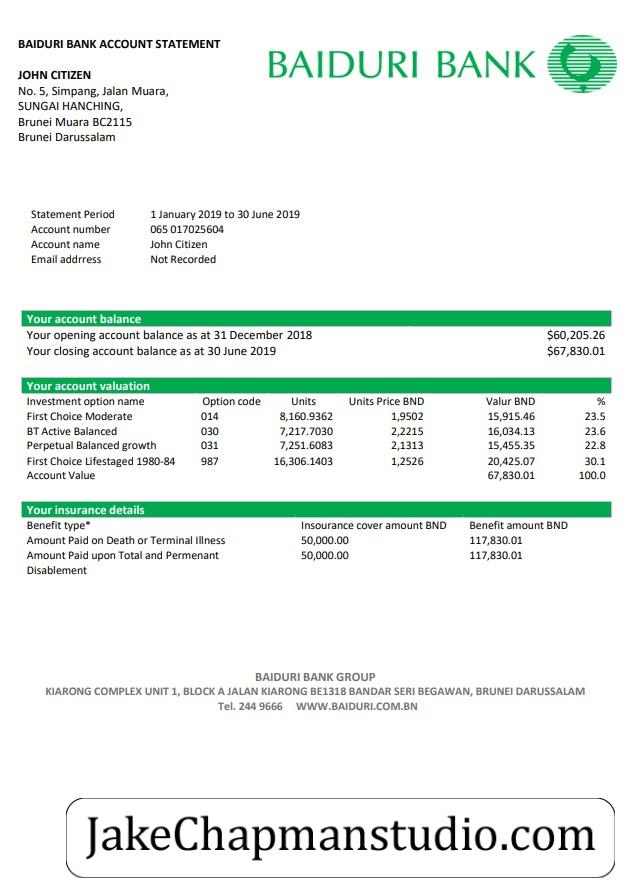 BAIDURI BANK ACCOUNT STATEMENT
BAIDURI BANK
JOHN CITIZEN
No. 5, Simpang, Jalan Muara,
SUNGAI HANCHING,
Brunei Muara BC2115
Brunei Darussalam
Statement Period 1 January 2019 to 30 June 2019
Account number 065 017025604
Account name John Citizen
Email addrress Not Recorded
Your account balance
Your opening account balance as at 31 December 2018 $60,205.26
Your closing account balance as at 30 June 2019 $67,830.01
Your account valuation
Investment option name Option code Units Units Price BND Valur BND %
First Choice Moderate 014 8,160.9362 1,9502 15,915.46 23.5
BT Active Balanced 030 7,217.7030 2,2215 16,034.13 23.6
Perpetual Balanced growth 031 7,251.6083 2,1313 15,455.35 22.8
First Choice Lifestaged 1980-84 987 16,306.1403 1,2526 20,425.07 30.1
Account Value 67,830.01 100.0
Your insurance details
Benefit type* Insourance cover amount BND Benefit amount BND
Amount Paid on Death or Terminal Illness 50,000.00 117,830.01
Amount Paid upon Total and Permenant 50,000.00 117,830.01
Disablement
BAIDURI BANK GROUP
KIARONG COMPLEX UNIT 1, BLOCK A JALAN KIARONG BE1318 BANDAR SERI BEGAWAN, BRUNEI DARUSSALAM
Tel. 244 9666 WWW.BAIDURI.COM.BN
JakeChapmanstudio.com